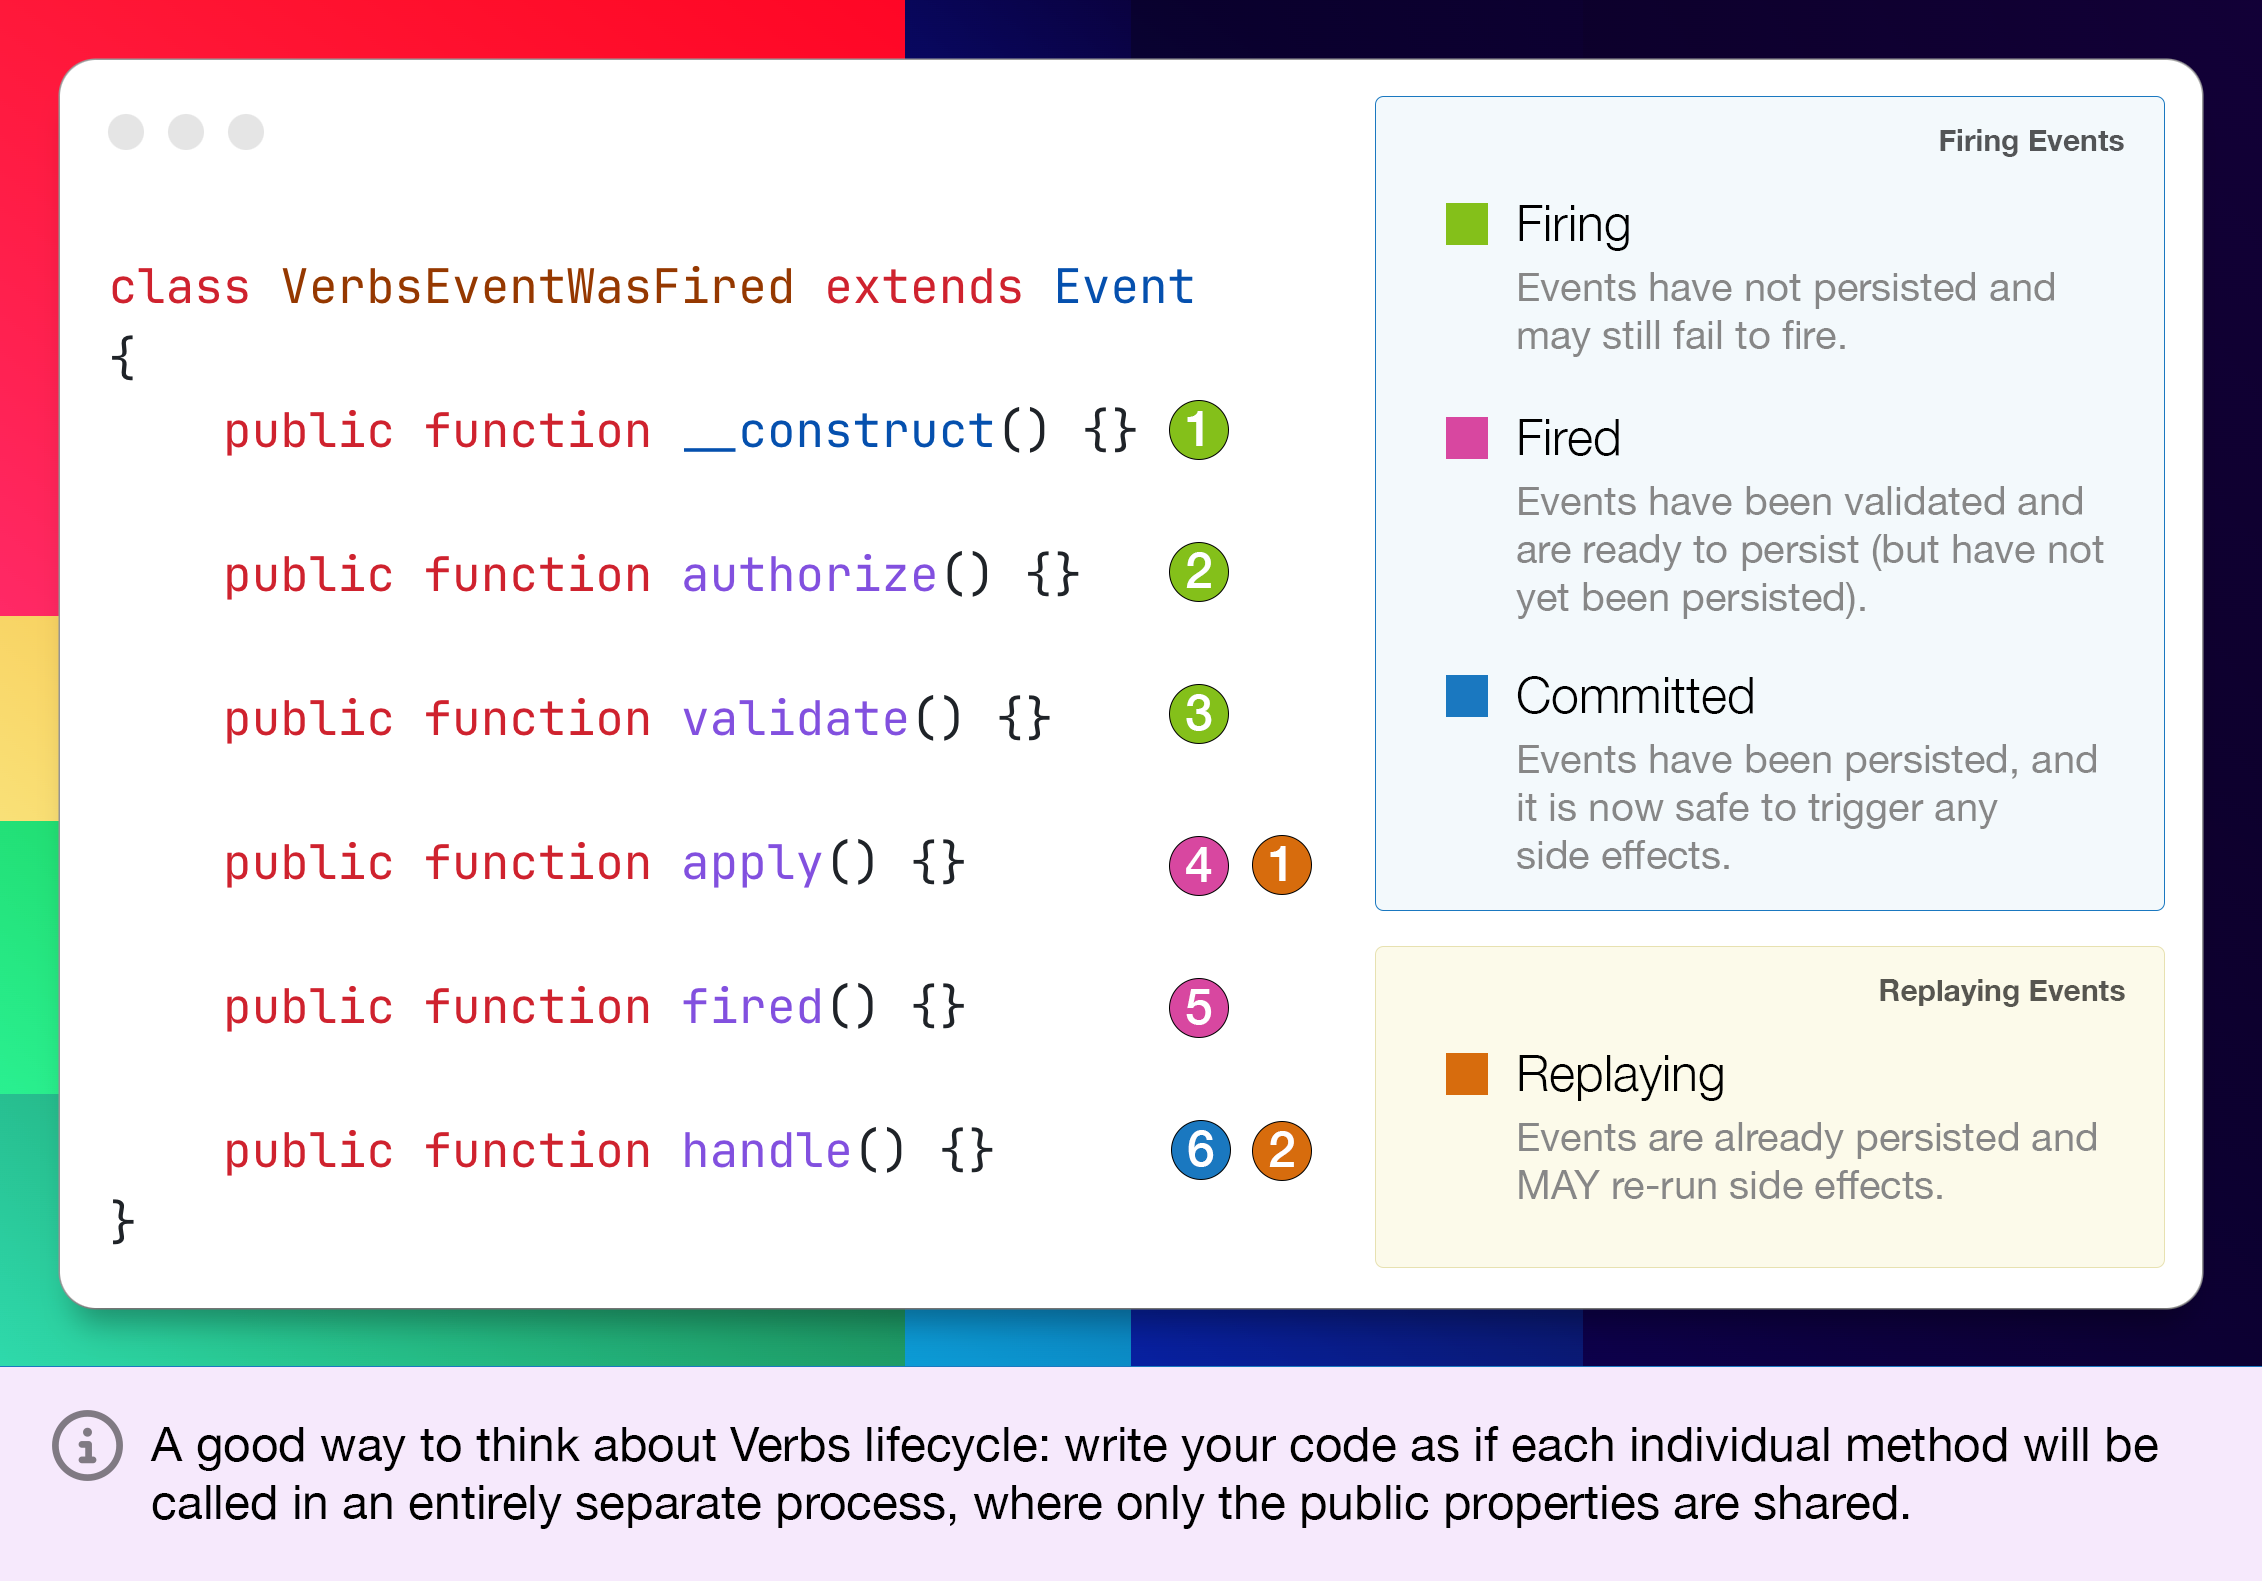 class VerbsEventWasFired extends Event
{
public function __construct() {} 1
public function authorize() {} 2
public function validate() {} 3
public function apply() {} 4 1
public function fired() {} 5
public function handle() {} 6 2
}
Firing Events
Firing
Events have not persisted and
may still fail to fire.
Fired
Events have been validated and
are ready to persist (but have not
yet been persisted).
Committed
Events have been persisted, and
it is now safe to trigger any
side effects.
Replaying Events
Replaying
Events are already persisted and
MAY re-run side effects.
A good way to think about Verbs lifecycle: write your code as if each individual method will be
called in an entirely separate process, where only the public properties are shared.